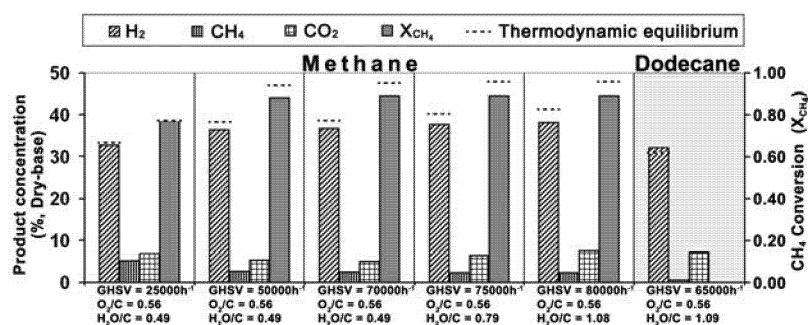 H₂ CH₄ CO₂ X_CH₄ Thermodynamic equilibrium
Methane Dodecane
Product concentration
(%, Dry-base)
50
40
30
20
10
0
1.00
0.80
0.60
0.40
0.20
0.00
CH₄ Conversion (X_CH₄)
GHSV = 25000h⁻¹
O₂/C = 0.56
H₂O/C = 0.49
GHSV = 50000h⁻¹
O₂/C = 0.56
H₂O/C = 0.49
GHSV = 70000h⁻¹
O₂/C = 0.56
H₂O/C = 0.49
GHSV = 75000h⁻¹
O₂/C = 0.56
H₂O/C = 0.79
GHSV = 80000h⁻¹
O₂/C = 0.56
H₂O/C = 1.08
GHSV = 65000h⁻¹
O₂/C = 0.56
H₂O/C = 1.09